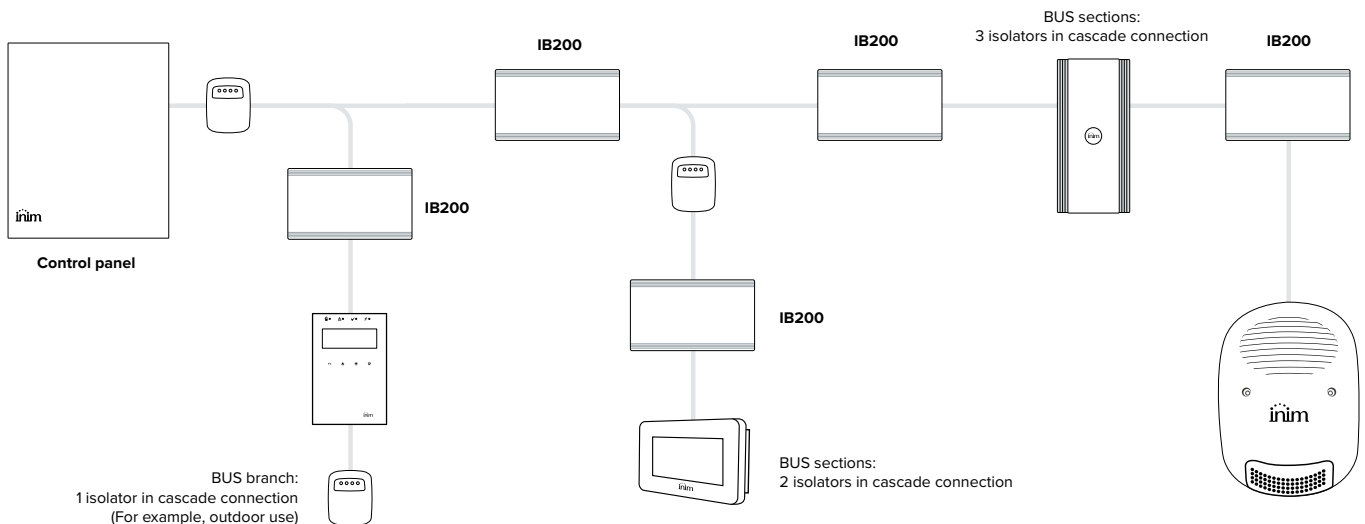 BUS sections:
3 isolators in cascade connection
IB200
IB200
IB200
inim
Control panel
inim
IB200
IB200
inim
inim
inim
BUS branch:
1 isolator in cascade connection
(For example, outdoor use)
BUS sections:
2 isolators in cascade connection